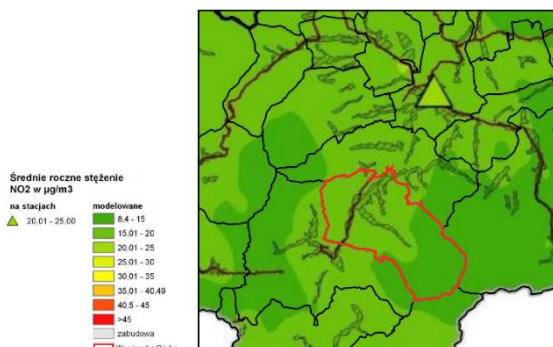 Średnie roczne stężenie
NO2 w µg/m3
na stacjach
modelowane
20,01 - 25,00
8,4 - 15
15,01 - 20
20,01 - 25
25,01 - 30
30,01 - 35
35,01 - 40,49
40,5 - 45
>45
zabudowa